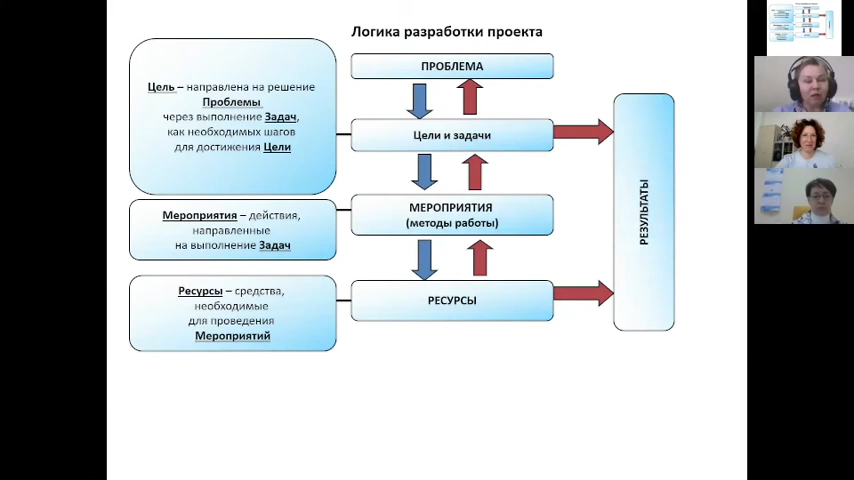 Логика разработки проекта
Цель – направлена на решение
Проблемы
через выполнение Задач,
как необходимых шагов
для достижения Цели
Мероприятия – действия,
направленные
на выполнение Задач
Ресурсы – средства,
необходимые
для проведения
Мероприятий
ПРОБЛЕМА
Цели и задачи
МЕРОПРИЯТИЯ
(методы работы)
РЕСУРСЫ
РЕЗУЛЬТАТЫ